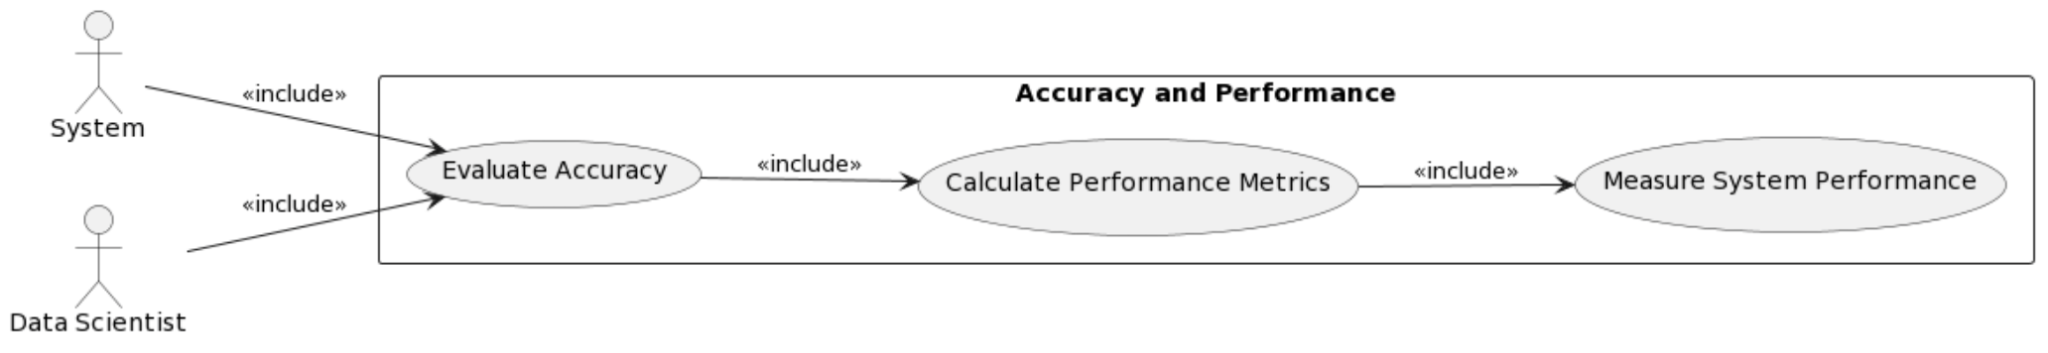 System
«include»
Accuracy and Performance
Evaluate Accuracy
«include»
Calculate Performance Metrics
«include»
Measure System Performance
«include»
Data Scientist